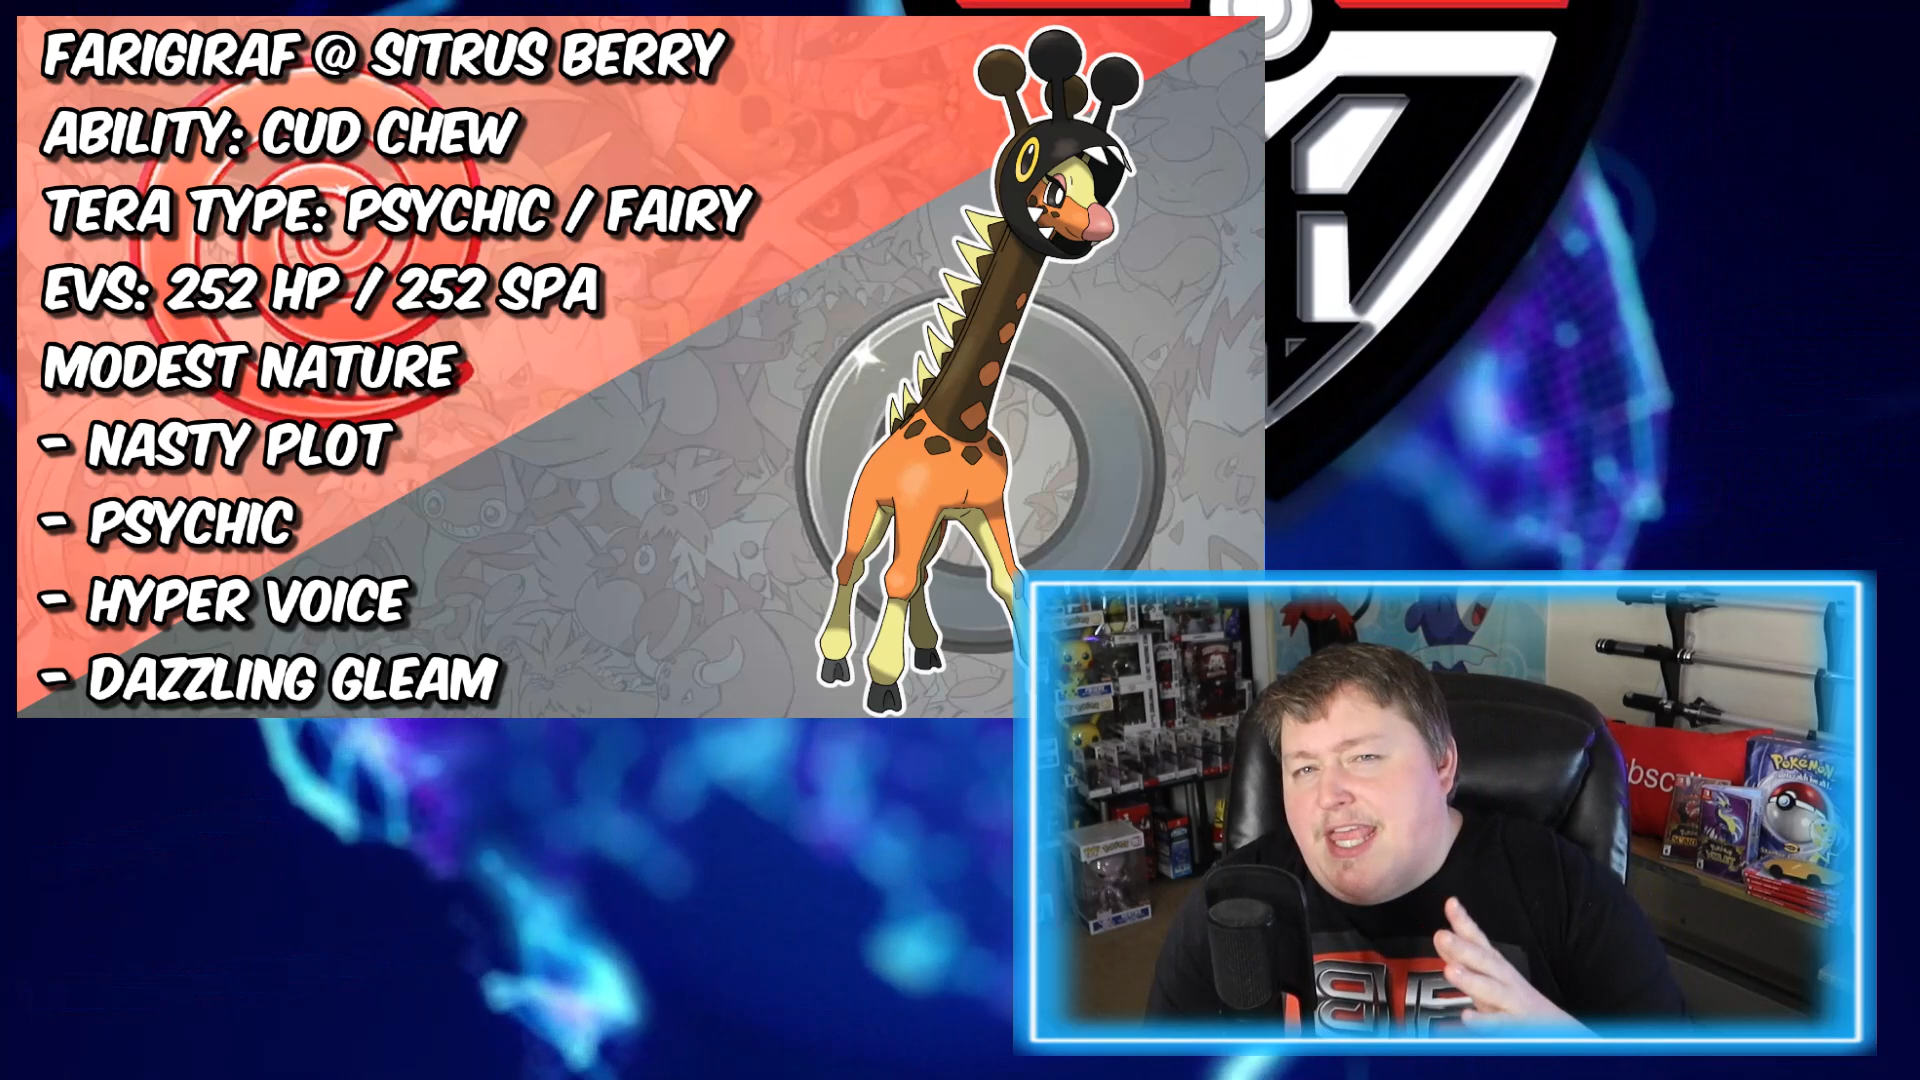 FARIGIRAF @ SITRUS BERRY
ABILITY: CUD CHEW
TERA TYPE: PSYCHIC / FAIRY
EVS: 252 HP / 252 SPA
MODEST NATURE
- NASTY PLOT
- PSYCHIC
- HYPER VOICE
- DAZZLING GLEAM
POKÉMON